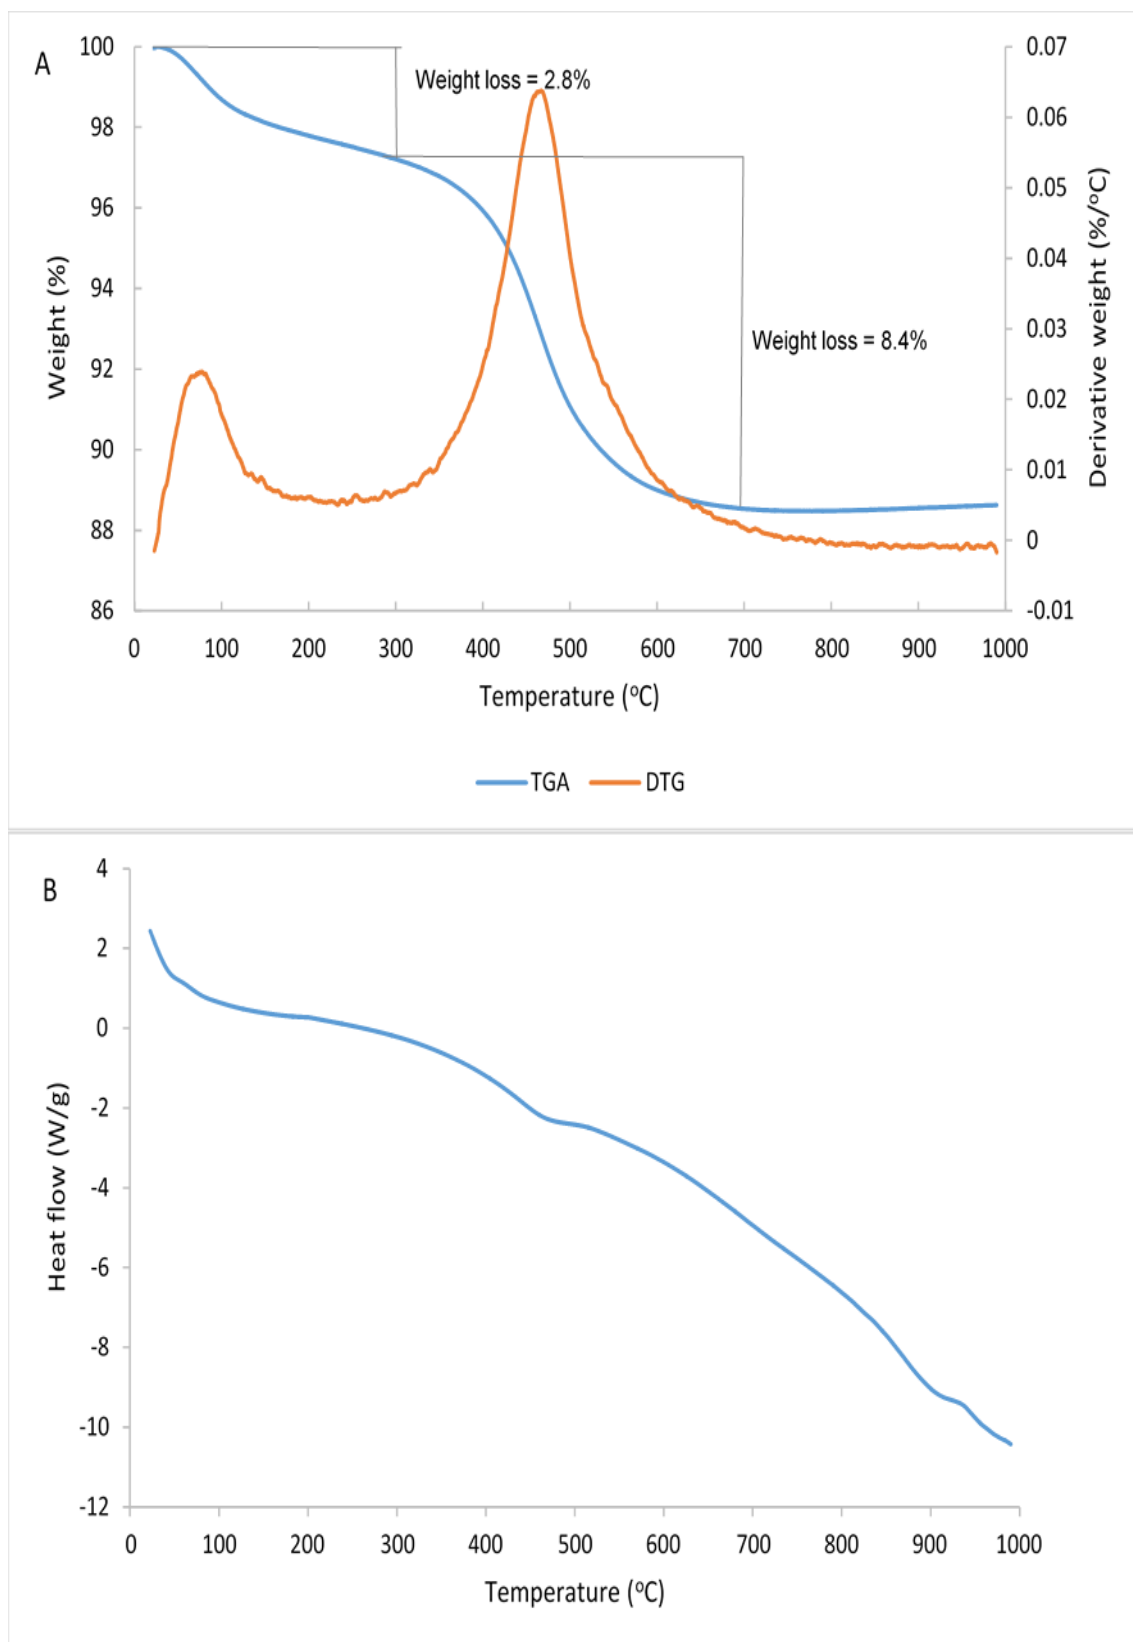 A
100
98
96
94
92
90
88
86
Weight (%)
0.07
0.06
0.05
0.04
0.03
0.02
0.01
0
-0.01
Derivative weight (%/°C)
Weight loss = 2.8%
Weight loss = 8.4%
0 100 200 300 400 500 600 700 800 900 1000
Temperature (°C)
TGA DTG
B
4
2
0
-2
-4
-6
-8
-10
-12
Heat flow (W/g)
0 100 200 300 400 500 600 700 800 900 1000
Temperature (°C)